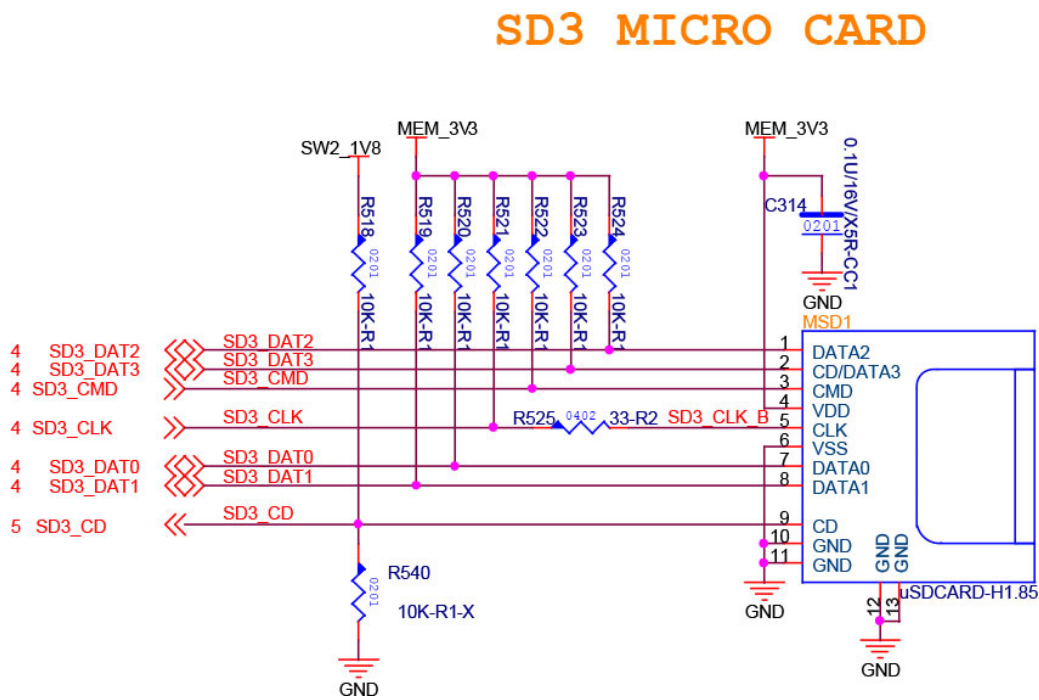 SD3 MICRO CARD
MEM_3V3
MEM_3V3
SW2_1V8
R518
R519
R520
R521
R522
R523
R524
0201
0201
0201
0201
0201
0201
0201
10K-R1
10K-R1
10K-R1
10K-R1
10K-R1
10K-R1
10K-R1
C314
0201
0.1U/16V/X5R-CC1
GND
MSD1
4 SD3_DAT2
SD3_DAT2
1 DATA2
4 SD3_DAT3
SD3_DAT3
2 CD/DATA3
4 SD3_CMD
SD3_CMD
3 CMD
4 VDD
4 SD3_CLK
SD3_CLK
R525
0402
33-R2
SD3_CLK_B
5 CLK
6 VSS
4 SD3_DAT0
SD3_DAT0
7 DATA0
4 SD3_DAT1
SD3_DAT1
8 DATA1
5 SD3_CD
SD3_CD
9 CD
10 GND
11 GND
GND
GND
12
13
uSDCARD-H1.85
R540
0201
10K-R1-X
GND
GND
GND